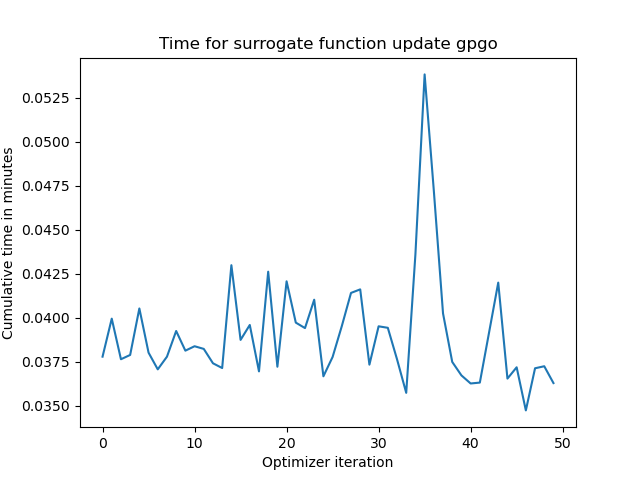 Time for surrogate function update gpgo
Cumulative time in minutes
0.0525
0.0500
0.0475
0.0450
0.0425
0.0400
0.0375
0.0350
0 10 20 30 40 50
Optimizer iteration